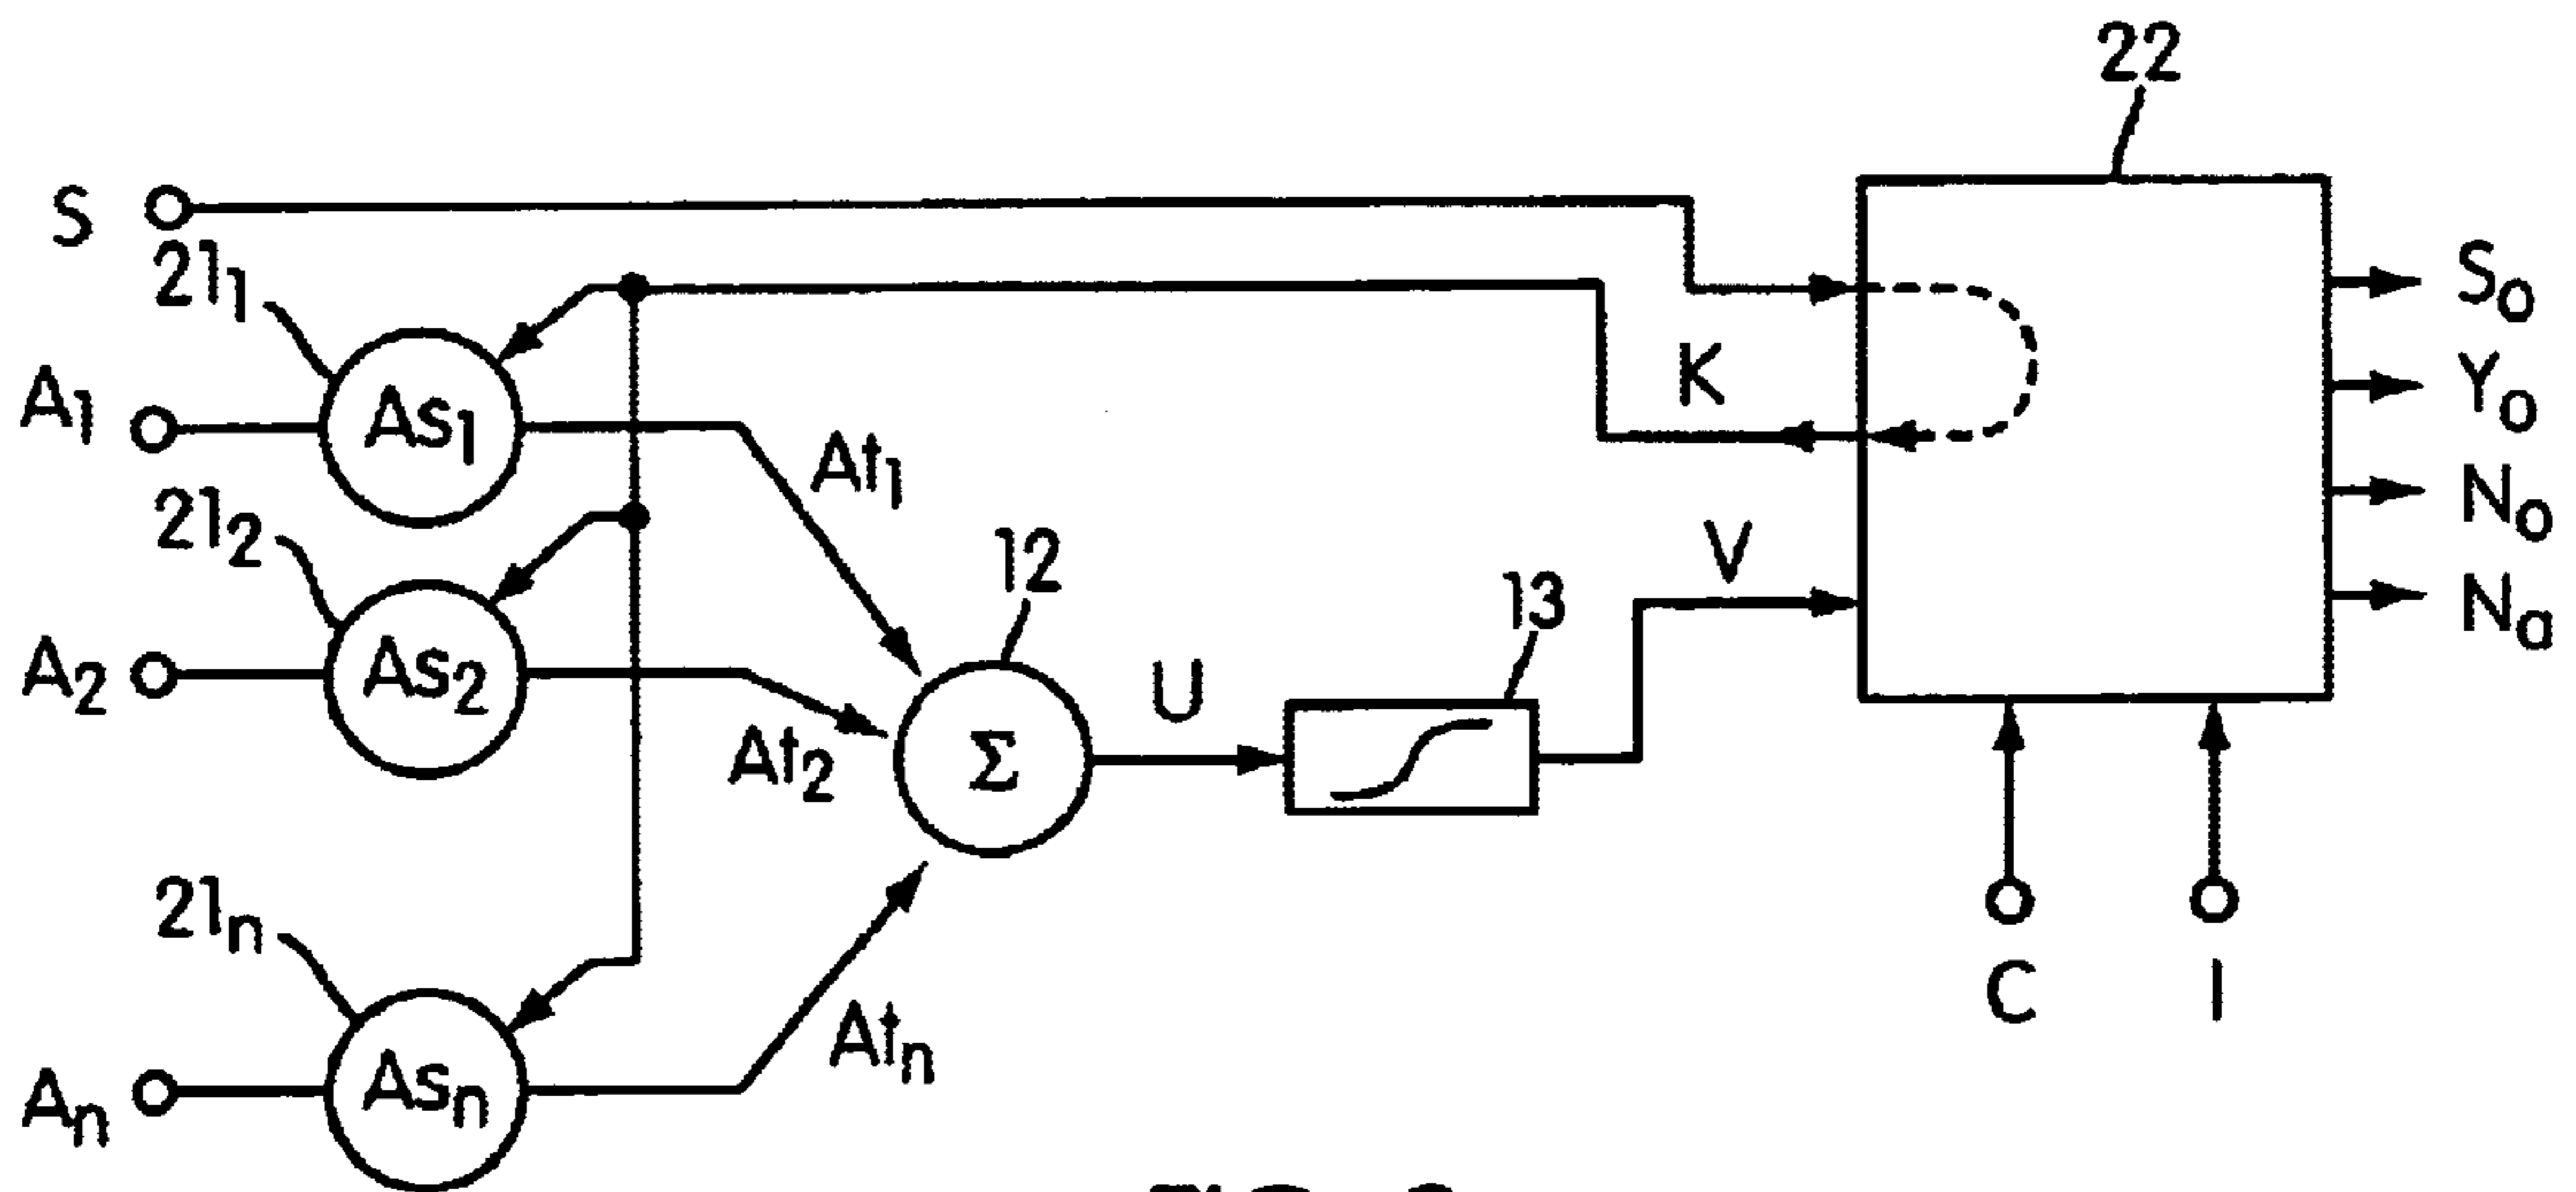 22
S
21₁
S₀
A₁
As₁
K
Y₀
At₁
N₀
21₂
12
V
13
Nₐ
A₂
As₂
At₂
Σ
U
21ₙ
C
I
Aₙ
Asₙ
Atₙ